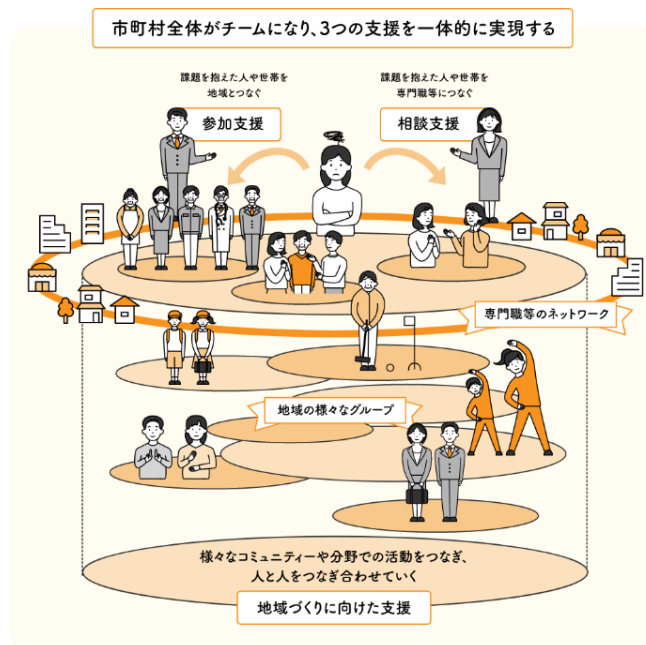 市町村全体がチームになり、3つの支援を一体的に実現する
課題を抱えた人や世帯を
地域とつなぐ
参加支援
課題を抱えた人や世帯を
専門職等につなぐ
相談支援
専門職等のネットワーク
地域の様々なグループ
様々なコミュニティーや分野での活動をつなぎ、
人と人をつなぎ合わせていく
地域づくりに向けた支援